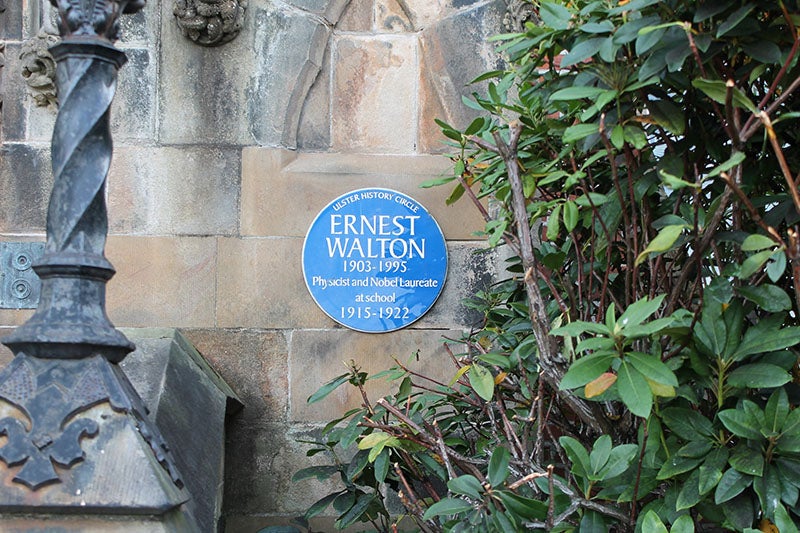 ULSTER HISTORY CIRCLE
ERNEST
WALTON
1903-1995
Physicist and Nobel Laureate
at school
1915-1922